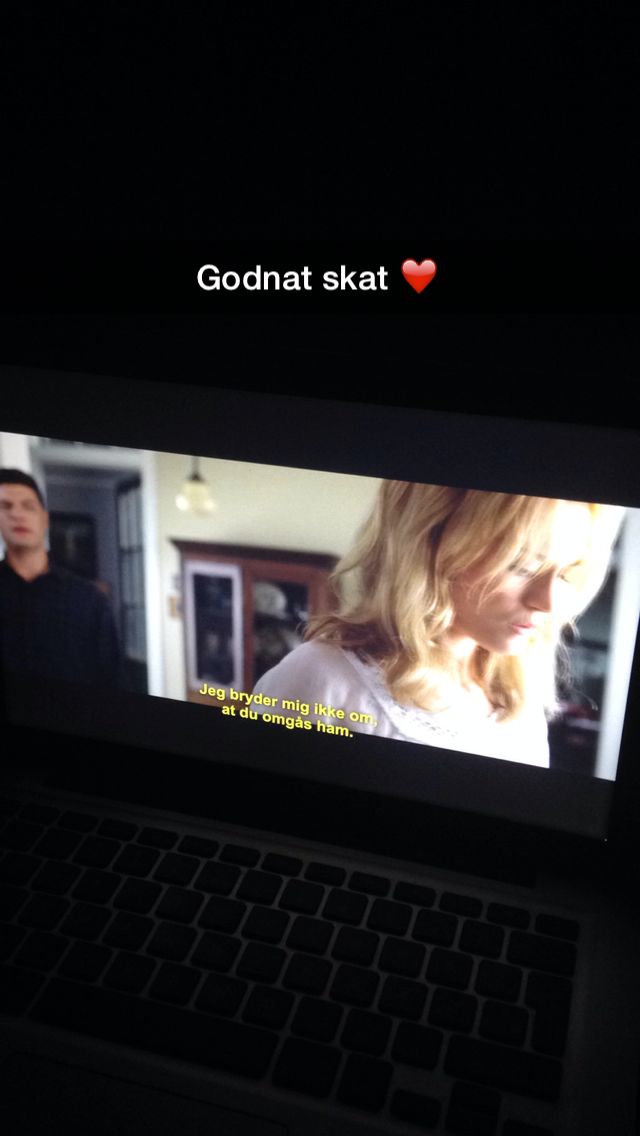 Godnat skat ❤️
Jeg bryder mig ikke om,
at du omgås ham.